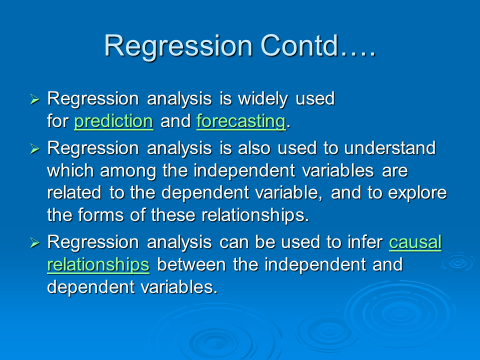 Regression Contd….
Regression analysis is widely used
for prediction and forecasting.
Regression analysis is also used to understand
which among the independent variables are
related to the dependent variable, and to explore
the forms of these relationships.
Regression analysis can be used to infer causal
relationships between the independent and
dependent variables.